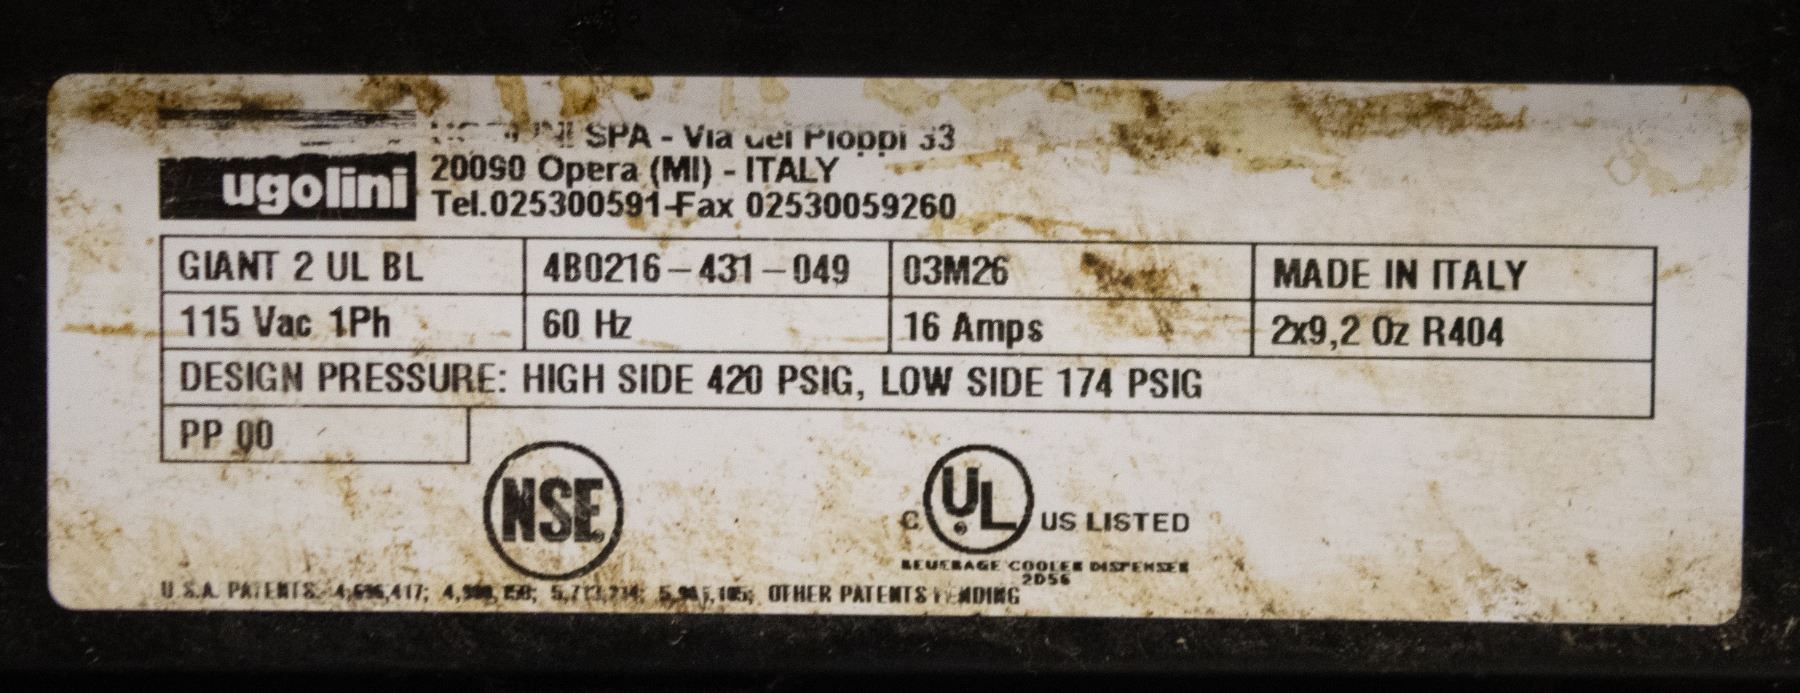 ugolini
SPA - Via dei Pioppi 33
20090 Opera (MI) - ITALY
Tel.025300591-Fax 02530059260
GIANT 2 UL BL 4B0216-431-049 03M26 MADE IN ITALY
115 Vac 1Ph 60 Hz 16 Amps 2x9,2 Oz R404
DESIGN PRESSURE: HIGH SIDE 420 PSIG, LOW SIDE 174 PSIG
PP 00
NSF
C UL US LISTED
BEVERAGE COOLER DISPENSER
2D56
U.S.A. PATENTS: OTHER PATENTS PENDING